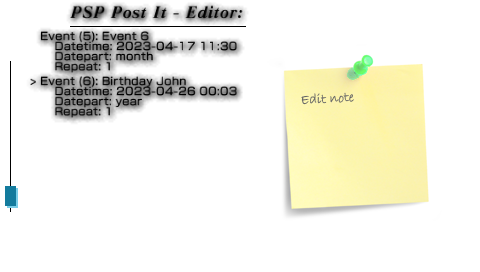 PSP Post It - Editor:
Event (5): Event 6
Datetime: 2023-04-17 11:30
Datepart: month
Repeat: 1
> Event (6): Birthday John
Datetime: 2023-04-26 00:03
Datepart: year
Repeat: 1
Edit note